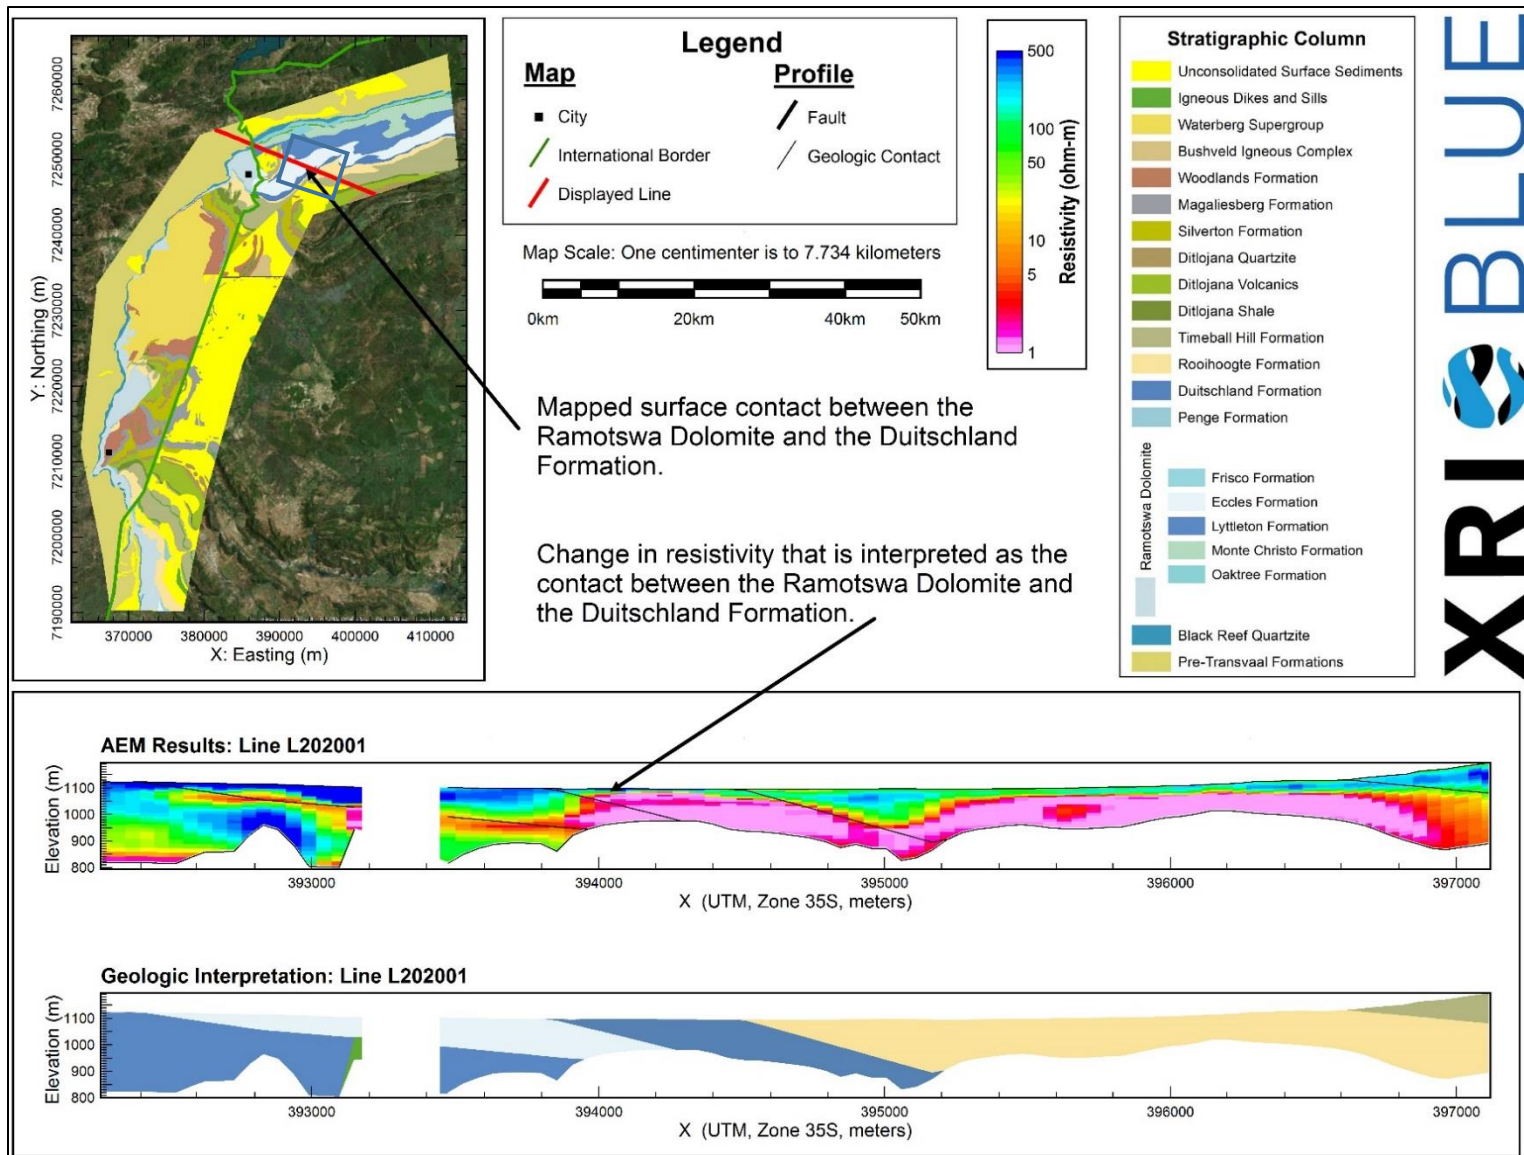 Y: Northing (m)
7260000
7250000
7240000
7230000
7220000
7210000
7200000
7190000
370000 380000 390000 400000 410000
X: Easting (m)
Legend
Map
City
International Border
Displayed Line
Profile
Fault
Geologic Contact
Map Scale: One centimenter is to 7.734 kilometers
0km 20km 40km 50km
Resistivity (ohm-m)
500
100
50
10
5
1
Stratigraphic Column
Unconsolidated Surface Sediments
Igneous Dikes and Sills
Waterberg Supergroup
Bushveld Igneous Complex
Woodlands Formation
Magaliesberg Formation
Silverton Formation
Ditlojana Quartzite
Ditlojana Volcanics
Ditlojana Shale
Timeball Hill Formation
Rooihoogte Formation
Duitschland Formation
Penge Formation
Ramotswa Dolomite
Frisco Formation
Eccles Formation
Lyttleton Formation
Monte Christo Formation
Oaktree Formation
Black Reef Quartzite
Pre-Transvaal Formations
XRI BLUE
Mapped surface contact between the
Ramotswa Dolomite and the Duitschland
Formation.
Change in resistivity that is interpreted as the
contact between the Ramotswa Dolomite and
the Duitschland Formation.
AEM Results: Line L202001
Elevation (m)
1100
1000
900
800
393000 394000 395000 396000 397000
X (UTM, Zone 35S, meters)
Geologic Interpretation: Line L202001
Elevation (m)
1100
1000
900
800
393000 394000 395000 396000 397000
X (UTM, Zone 35S, meters)